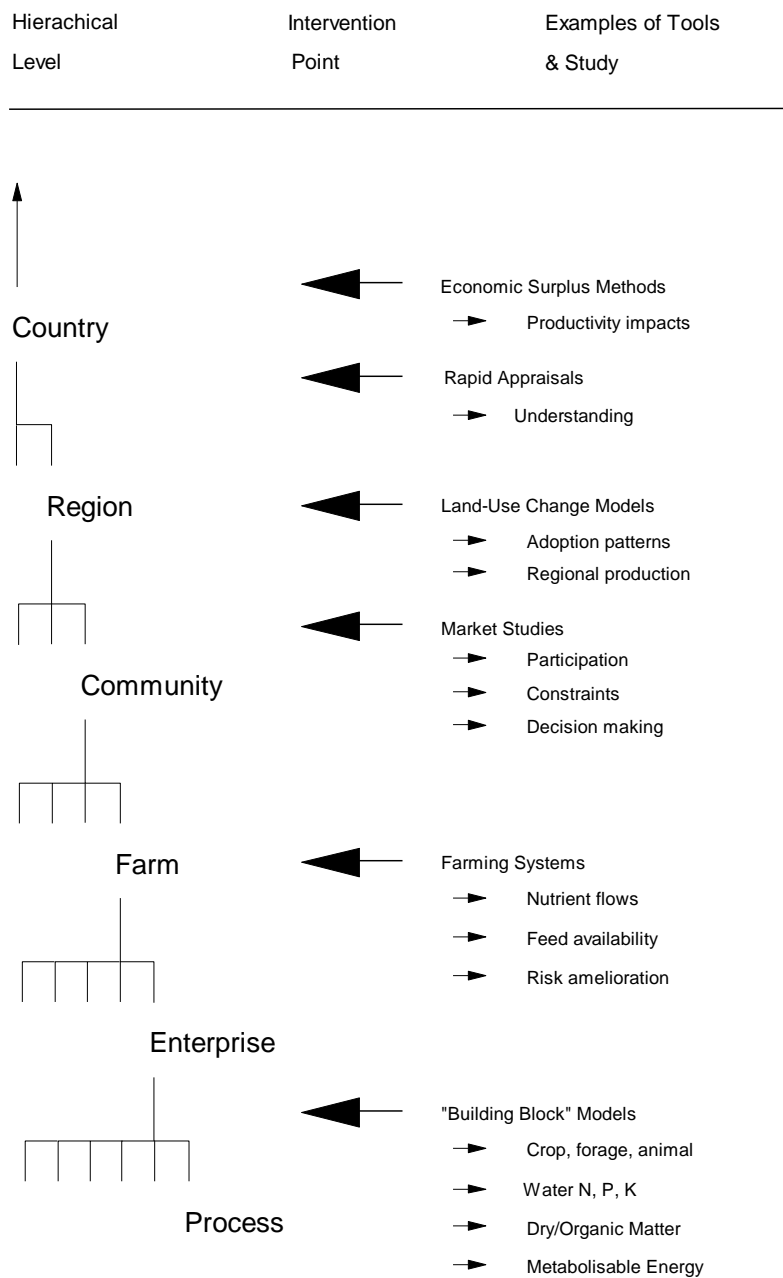 Hierachical Intervention Examples of Tools
Level Point & Study
Economic Surplus Methods
Country Productivity impacts
Rapid Appraisals
Understanding
Region Land-Use Change Models
Adoption patterns
Regional production
Market Studies
Participation
Community Constraints
Decision making
Farm Farming Systems
Nutrient flows
Feed availability
Risk amelioration
Enterprise
"Building Block" Models
Crop, forage, animal
Water N, P, K
Process Dry/Organic Matter
Metabolisable Energy